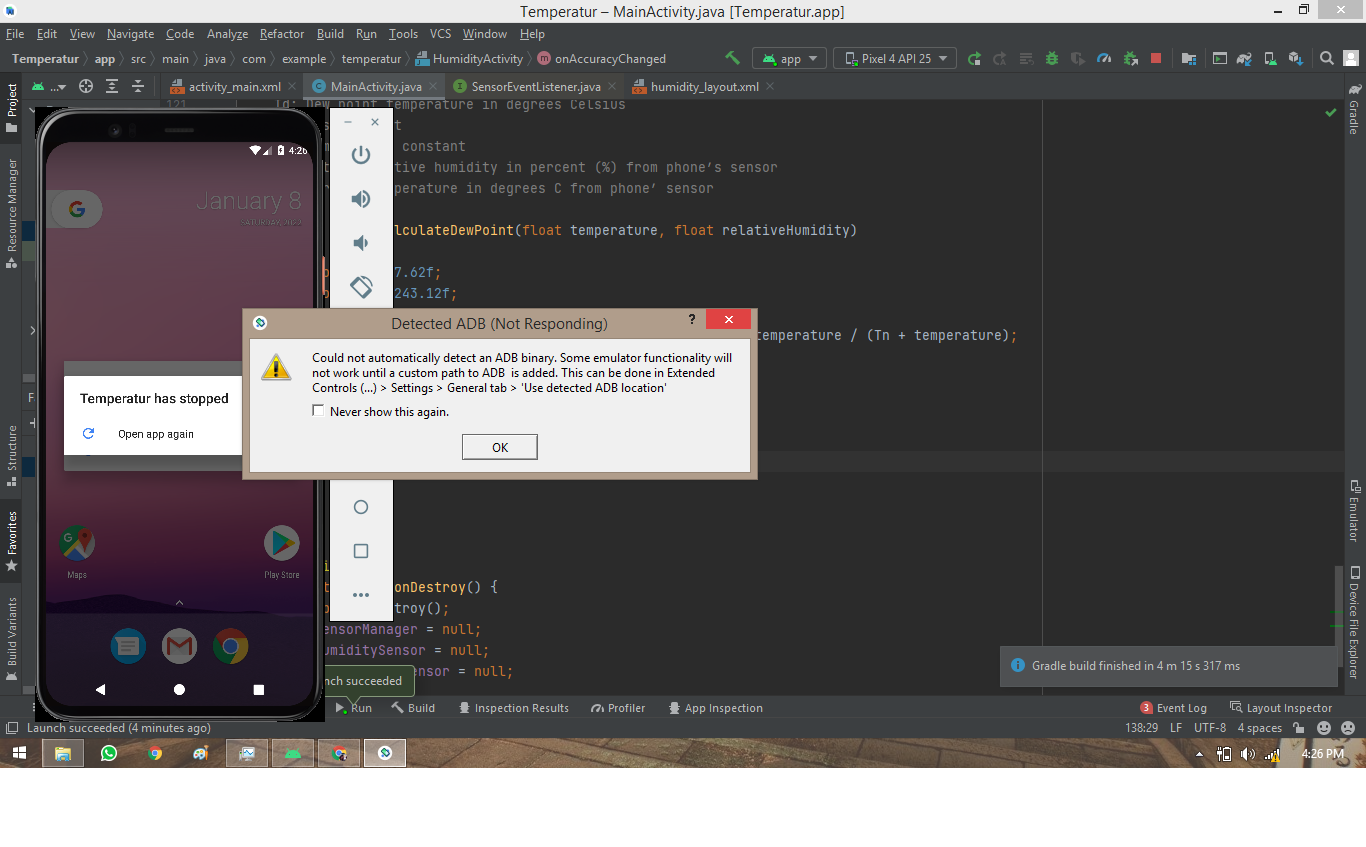 Temperatur – MainActivity.java [Temperatur.app]
File Edit View Navigate Code Analyze Refactor Build Run Tools VCS Window Help
Temperatur app src main java com example temperatur HumidityActivity onAccuracyChanged
app Pixel 4 API 25
... activity_main.xml MainActivity.java SensorEventListener.java humidity_layout.xml
Project
Resource Manager
Structure
Favorites
Build Variants
Gradle
Emulator
Device File Explorer
121 Td: Dew point temperature in degrees Celsius
constant
tive humidity in percent (%) from phone’s sensor
perature in degrees C from phone’ sensor
lculateDewPoint(float temperature, float relativeHumidity)
7.62f;
243.12f;
temperature / (Tn + temperature);
onDestroy() {
troy();
ensorManager = null;
umiditySensor = null;
ensor = null;
4:26
G
January 8
SATURDAY, 2022
Temperatur has stopped
Open app again
Maps
Play Store
Detected ADB (Not Responding)
?
Could not automatically detect an ADB binary. Some emulator functionality will
not work until a custom path to ADB is added. This can be done in Extended
Controls (...) > Settings > General tab > 'Use detected ADB location'
Never show this again.
OK
nch succeeded
Gradle build finished in 4 m 15 s 317 ms
Run Build Inspection Results Profiler App Inspection 3 Event Log Layout Inspector
Launch succeeded (4 minutes ago) 138:29 LF UTF-8 4 spaces
4:26 PM